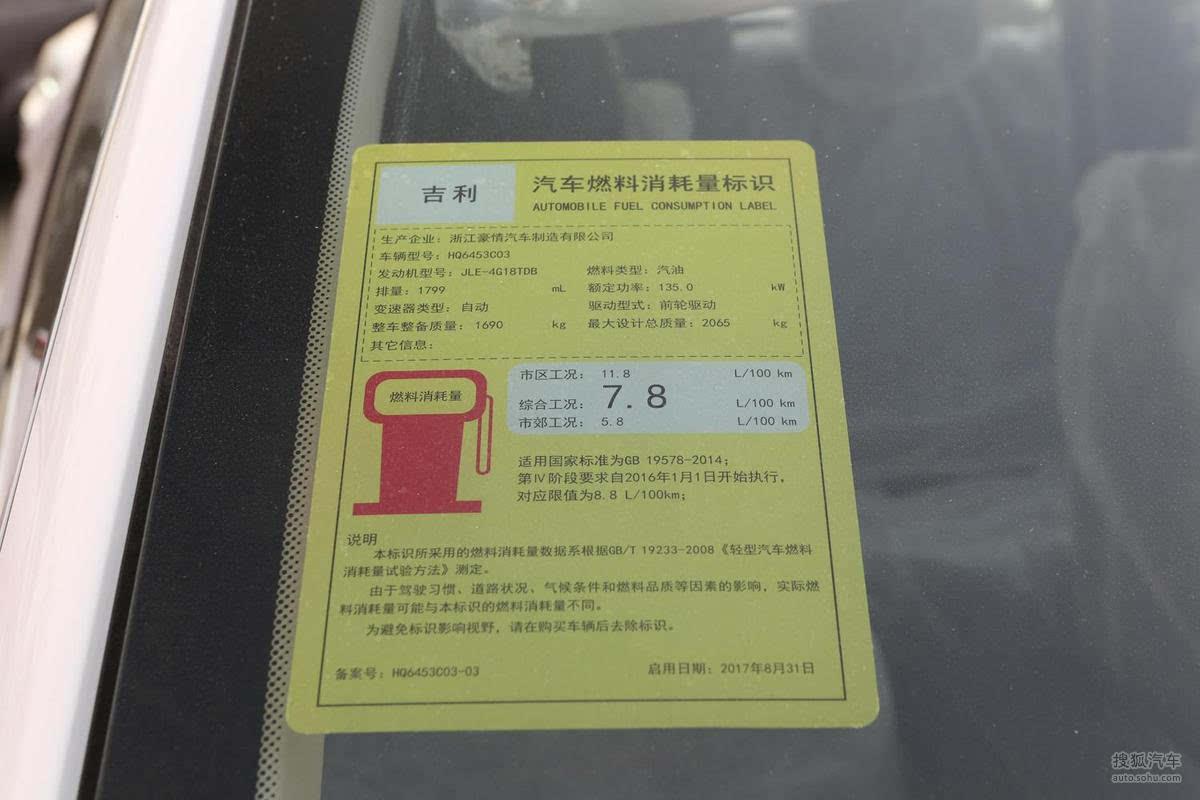 吉利
汽车燃料消耗量标识
AUTOMOBILE FUEL CONSUMPTION LABEL
生产企业：浙江豪情汽车制造有限公司
车辆型号：HQ6453C03
发动机型号：JLE-4G18TDB 燃料类型：汽油
排量：1799 mL 额定功率：135.0 kW
变速器类型：自动 驱动型式：前轮驱动
整车整备质量：1690 kg 最大设计总质量：2065 kg
其它信息：
燃料消耗量
市区工况： 11.8 L/100 km
综合工况： 7.8 L/100 km
市郊工况： 5.8 L/100 km
适用国家标准为GB 19578-2014；
第Ⅳ阶段要求自2016年1月1日开始执行，
对应限值为8.8 L/100km；
说明
本标识所采用的燃料消耗量数据系根据GB/T 19233-2008《轻型汽车燃料
消耗量试验方法》测定。
由于驾驶习惯、道路状况、气候条件和燃料品质等因素的影响，实际燃
料消耗量可能与本标识的燃料消耗量不同。
为避免标识影响视野，请在购买车辆后去除标识。
备案号：HQ6453C03-03 启用日期：2017年8月31日
搜狐汽车
auto.sohu.com